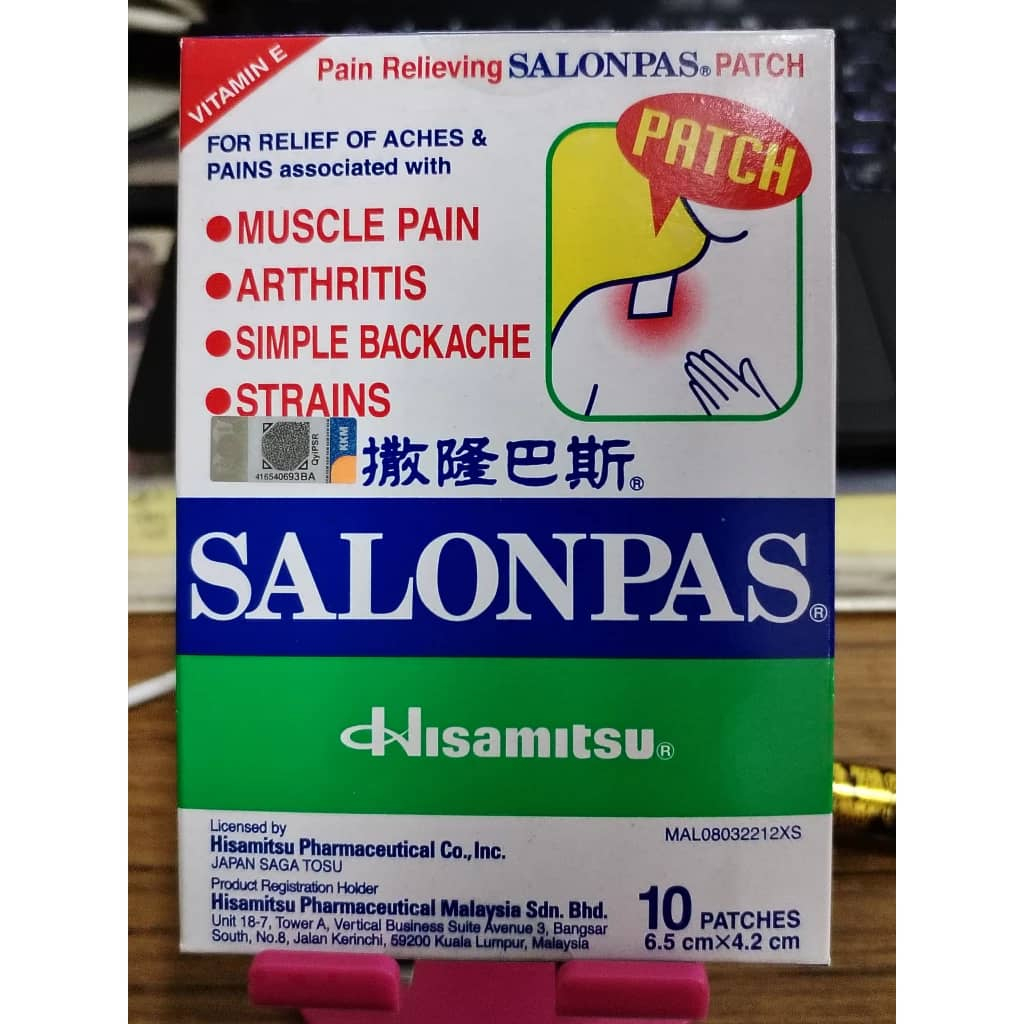 VITAMIN E
Pain Relieving SALONPAS® PATCH
FOR RELIEF OF ACHES &
PAINS associated with
●MUSCLE PAIN
●ARTHRITIS
●SIMPLE BACKACHE
●STRAINS
PATCH
QyiPSR
KKM
416540693BA
撒隆巴斯®
SALONPAS®
Hisamitsu®
Licensed by
Hisamitsu Pharmaceutical Co., Inc.
JAPAN SAGA TOSU
MAL08032212XS
Product Registration Holder
Hisamitsu Pharmaceutical Malaysia Sdn. Bhd.
Unit 18-7, Tower A, Vertical Business Suite Avenue 3, Bangsar
South, No.8, Jalan Kerinchi, 59200 Kuala Lumpur, Malaysia
10 PATCHES
6.5 cm×4.2 cm